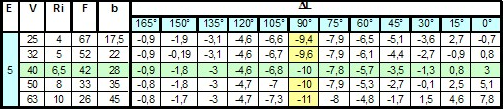 E V Ri F b ΔL
165° 150° 135° 120° 105° 90° 75° 60° 45° 30° 15° 0°
25 4 67 17,5 -0,9 -1,9 -3,1 -4,6 -6,6 -9,4 -7,9 -6,5 -5,1 -3,6 2,7 -0,7
32 5 52 22 -0,9 -0,19 -3,1 -4,6 -6,7 -9,6 -7,9 -6,1 -4,4 -2,7 -0,9 0,8
5 40 6,5 42 28 -0,9 -1,8 -3 -4,6 -6,8 -10 -7,8 -5,7 -3,5 -1,3 0,8 3
50 8 33 35 -0,8 -1,8 -3 -4,7 -7 -10 -7,9 -5,3 -2,7 -0,1 2,5 5,1
63 10 26 45 -0,8 -1,7 -3 -4,7 -7,3 -11 -8 -4,8 -1,7 1,5 4,6 7,8